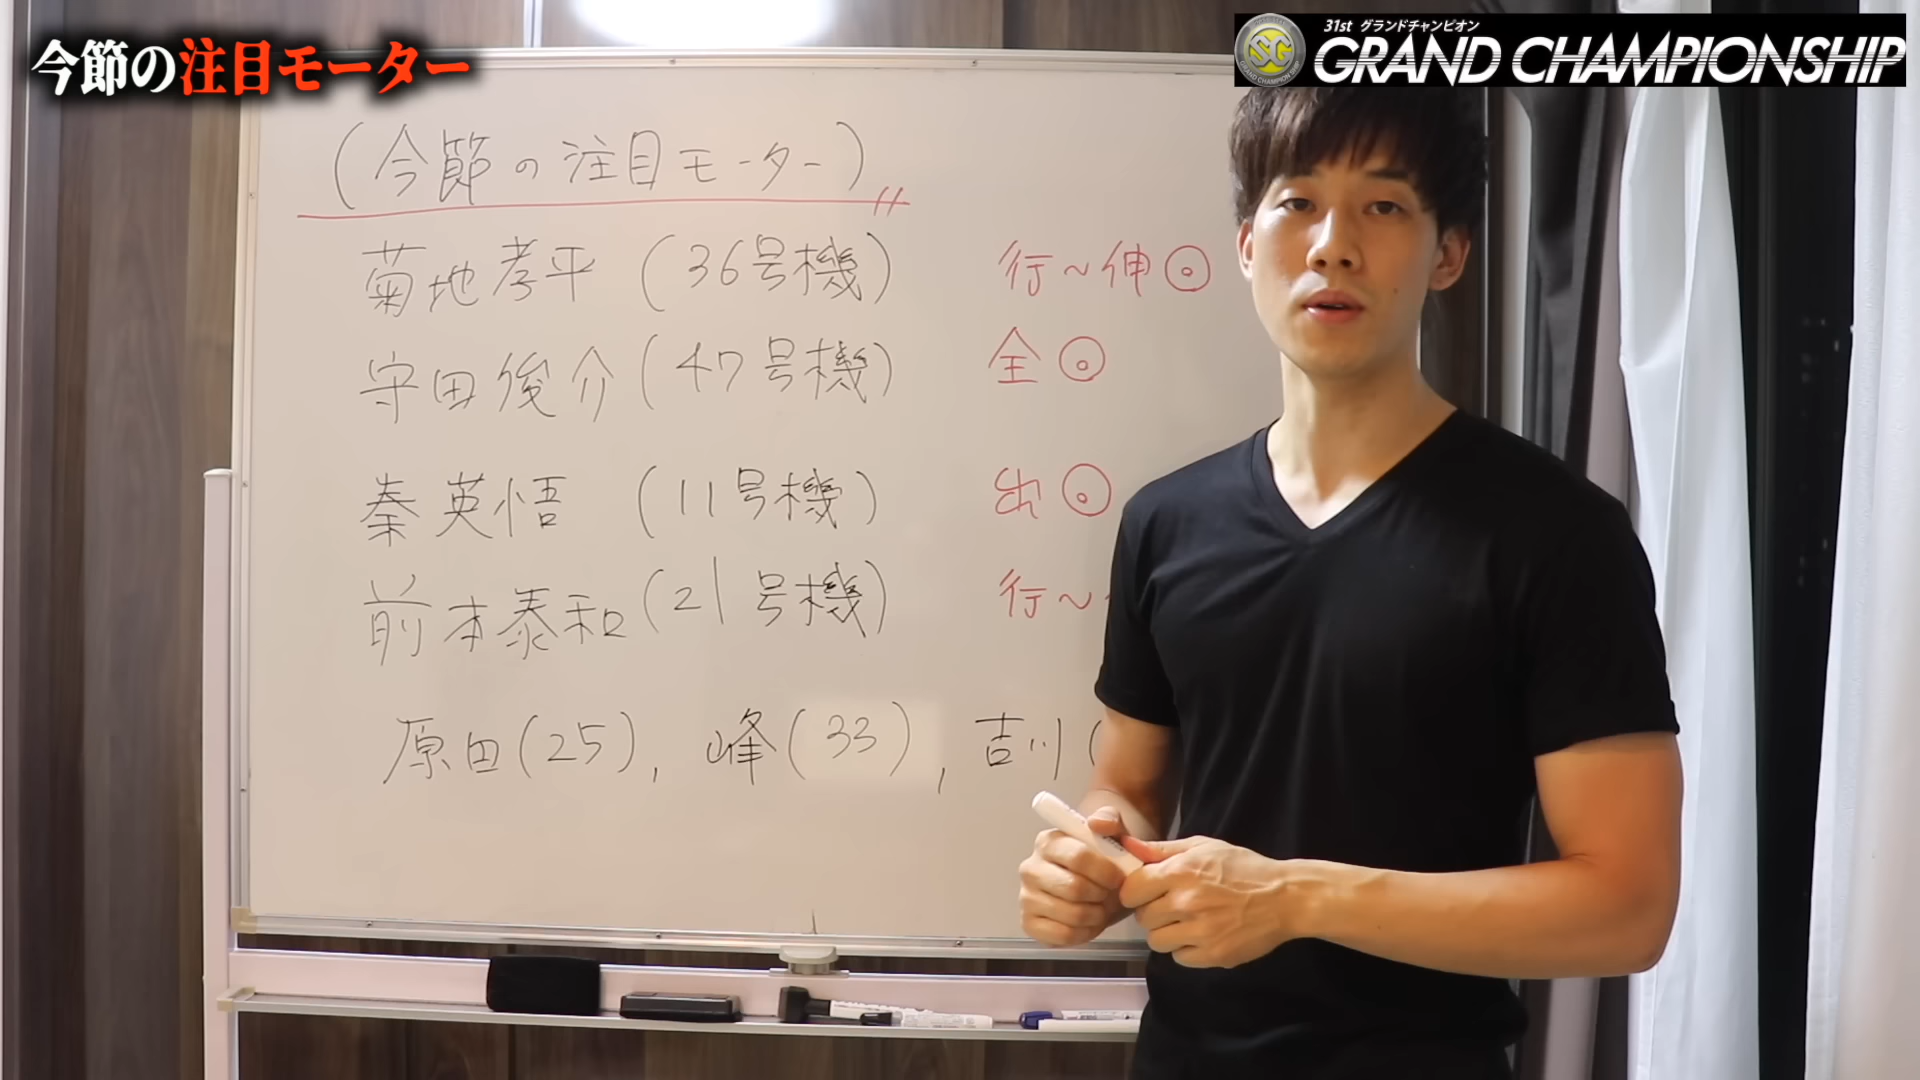 今節の注目モーター
31st グランドチャンピオン
SG GRAND CHAMPIONSHIP
(今節の注目モーター)
菊地孝平 (36号機) 行~伸◎
守田俊介 (47号機) 全◎
秦英悟 (11号機) 出◎
前本泰和 (21号機) 行~
原田(25), 峰(33), 吉川(